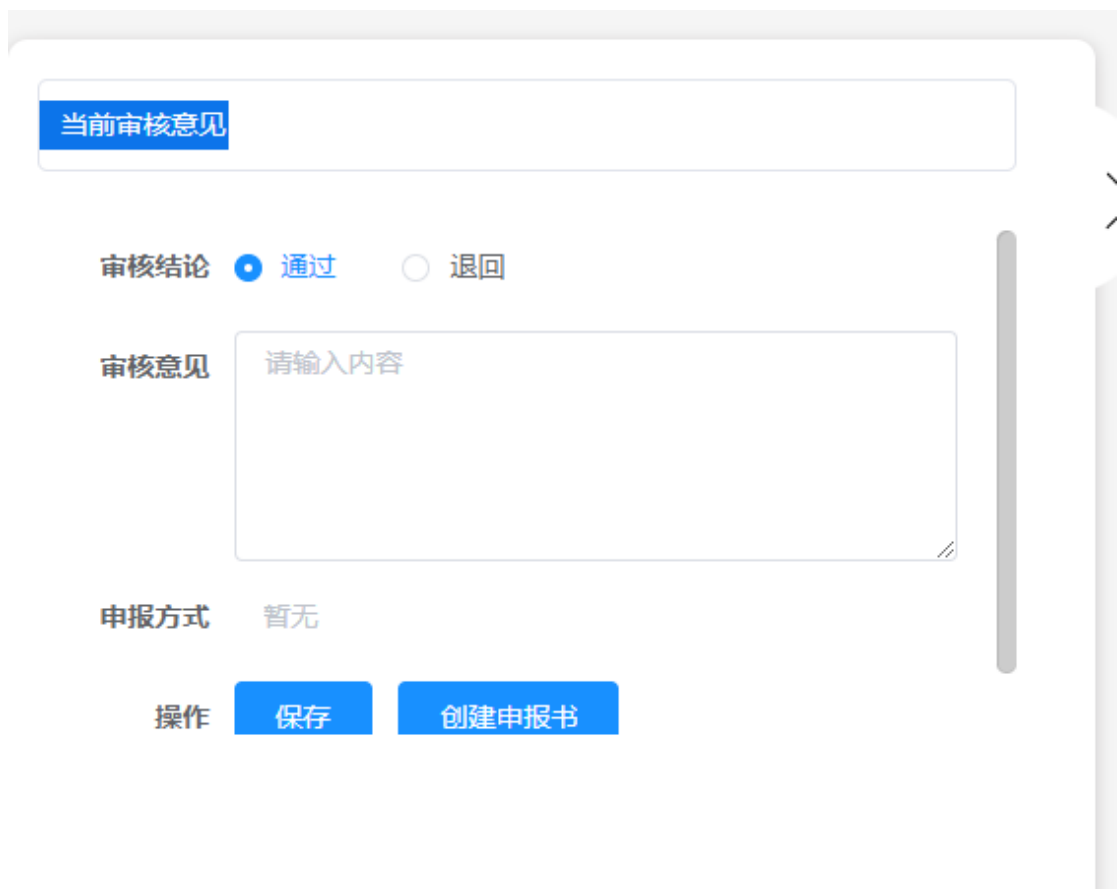 当前审核意见
审核结论 通过 退回
审核意见 请输入内容
申报方式 暂无
操作 保存 创建申报书